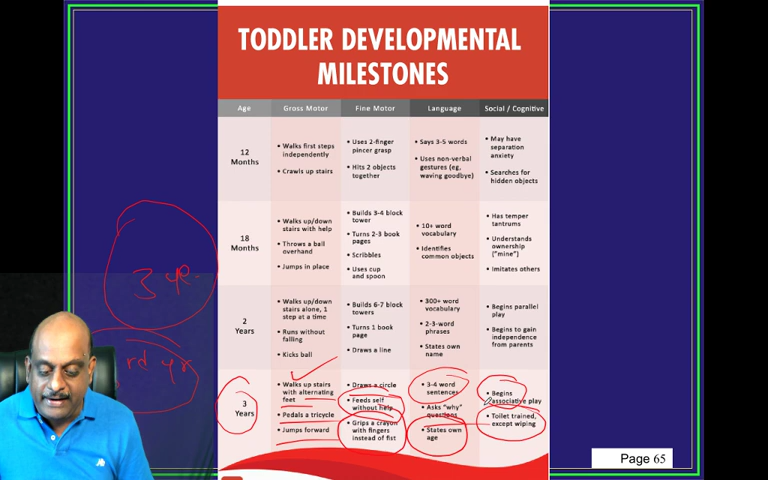 TODDLER DEVELOPMENTAL
MILESTONES
Age
Gross Motor
Fine Motor
Language
Social / Cognitive
12
Months
• Walks first steps
independently
• Crawls up stairs
• Uses 2-finger
pincer grasp
• Hits 2 objects
together
• Says 3-5 words
• Uses non-verbal
gestures (eg,
waving goodbye)
• May have
separation
anxiety
• Searches for
hidden objects
18
Months
• Walks up/down
stairs with help
• Throws a ball
overhand
• Jumps in place
• Builds 3-4 block
tower
• Turns 2-3 book
pages
• Scribbles
• Uses cup
and spoon
• 10+ word
vocabulary
• Identifies
common objects
• Has temper
tantrums
• Understands
ownership
("mine")
• Imitates others
2
Years
• Walks up/down
stairs alone, 1
step at a time
• Runs without
falling
• Kicks ball
• Builds 6-7 block
towers
• Turns 1 book
page
• Draws a line
• 300+ word
vocabulary
• 2-3-word
phrases
• States own
name
• Begins parallel
play
• Begins to gain
independence
from parents
3
Years
• Walks up stairs
with alternating
feet
• Pedals a tricycle
• Jumps forward
• Draws a circle
• Feeds self
without help
• Grips a crayon
with fingers
instead of fist
• 3-4 word
sentences
• Asks "why"
questions
• States own
age
• Begins
associative play
• Toilet trained,
except wiping
3 yr
rd yr
Page 65